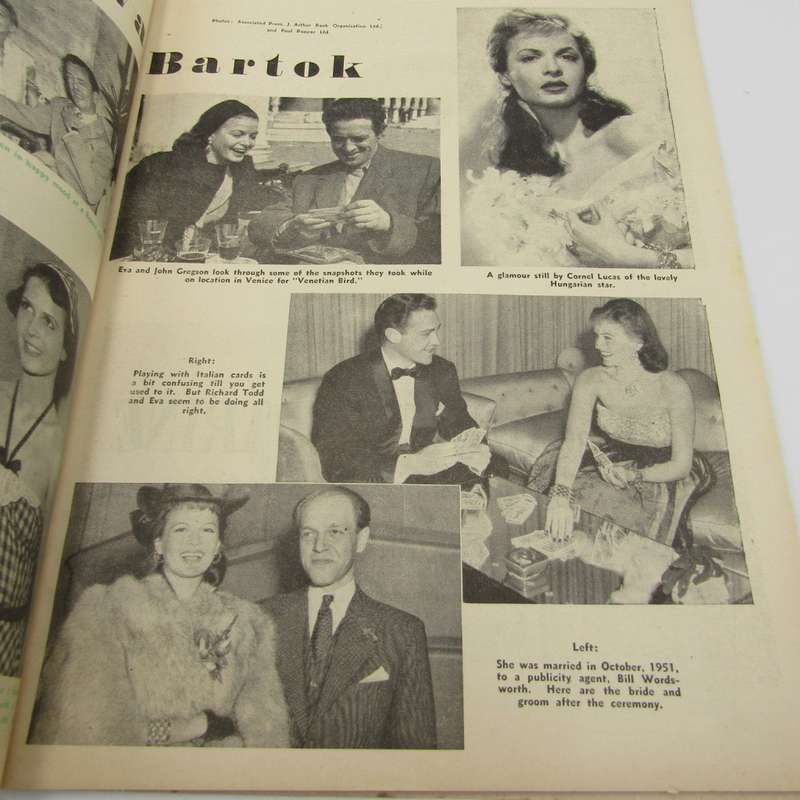 Photos: Associated Press, J. Arthur Rank Organisation Ltd.,
and Paul Popper Ltd.
Bartok
Eva and John Gregson look through some of the snapshots they took while
on location in Venice for "Venetian Bird."
A glamour still by Cornel Lucas of the lovely
Hungarian star.
Right:
Playing with Italian cards is
a bit confusing till you get
used to it. But Richard Todd
and Eva seem to be doing all
right.
Left:
She was married in October, 1951,
to a publicity agent, Bill Words-
worth. Here are the bride and
groom after the ceremony.
in happy mood at a